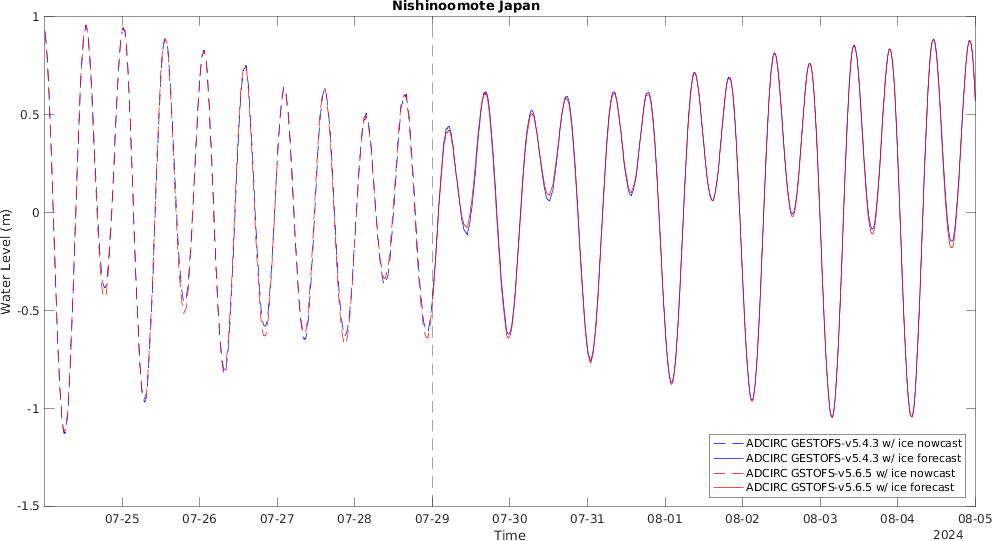 Nishinoomote Japan
Water Level (m)
1
0.5
0
-0.5
-1
-1.5
ADCIRC GESTOFS-v5.4.3 w/ ice nowcast
ADCIRC GESTOFS-v5.4.3 w/ ice forecast
ADCIRC GSTOFS-v5.6.5 w/ ice nowcast
ADCIRC GSTOFS-v5.6.5 w/ ice forecast
07-25 07-26 07-27 07-28 07-29 07-30 07-31 08-01 08-02 08-03 08-04 08-05
Time
2024